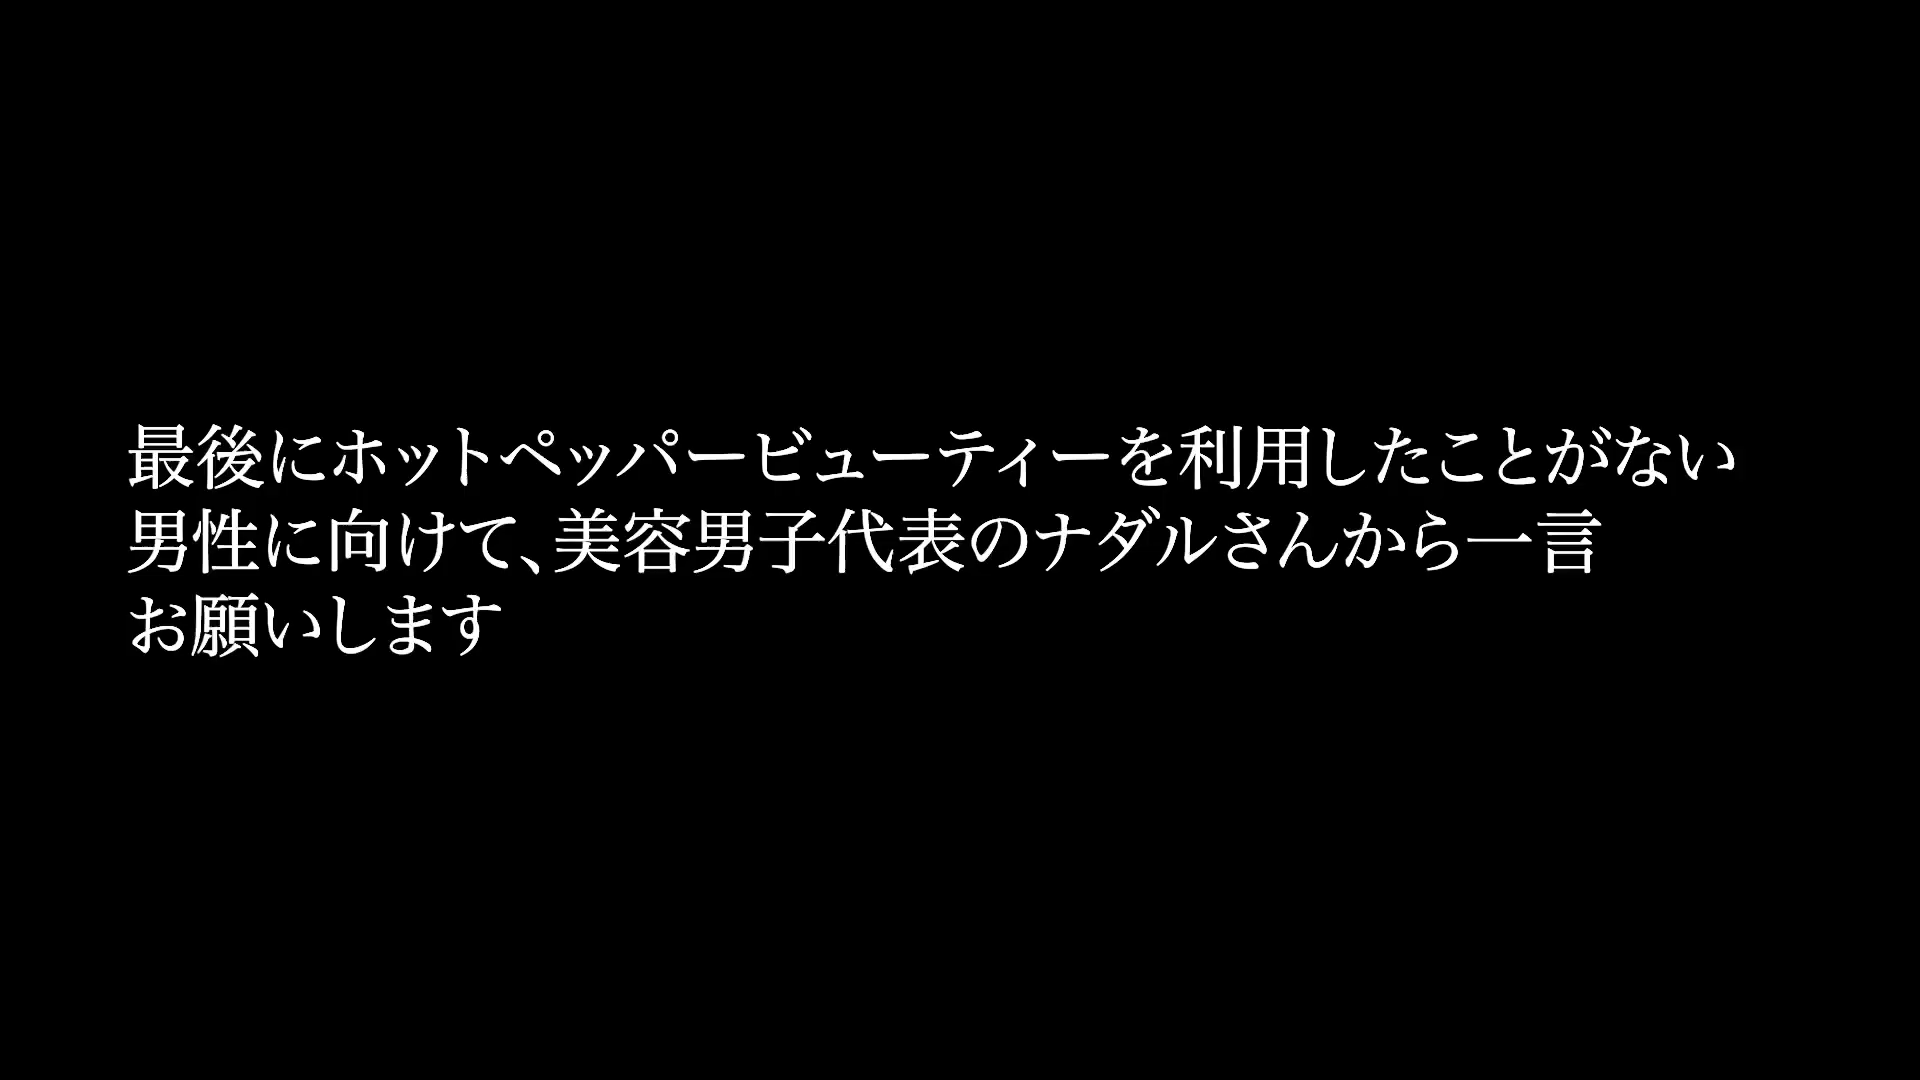 最後にホットペッパービューティーを利用したことがない
男性に向けて、美容男子代表のナダルさんから一言
お願いします